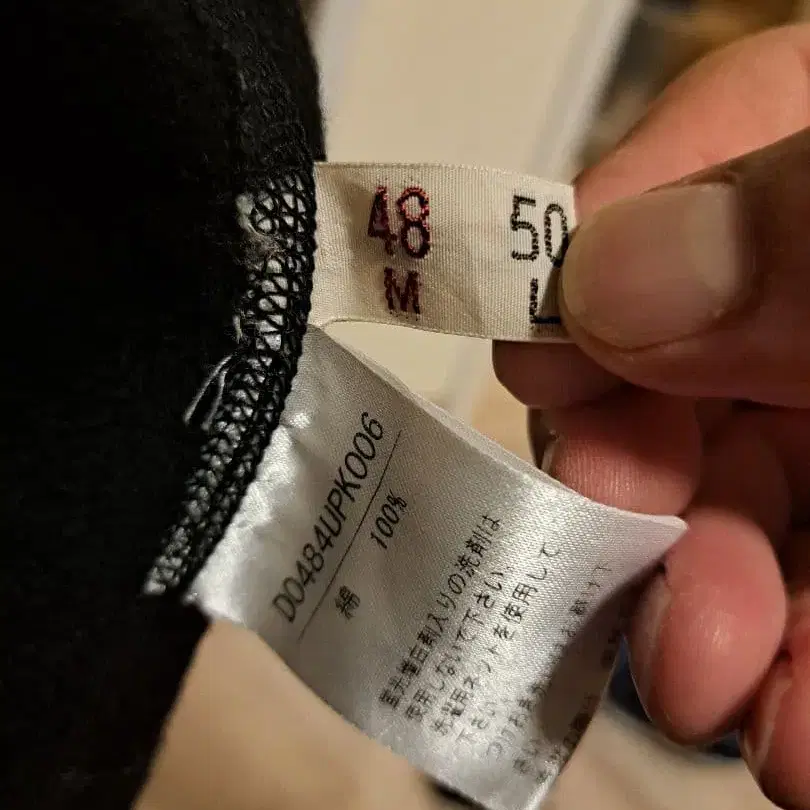 48
M
50
L
DO484UPK006
綿 100%
蛍光増白剤入りの洗剤は
使用しないで下さい。
洗濯用ネットを使用して
下さい。